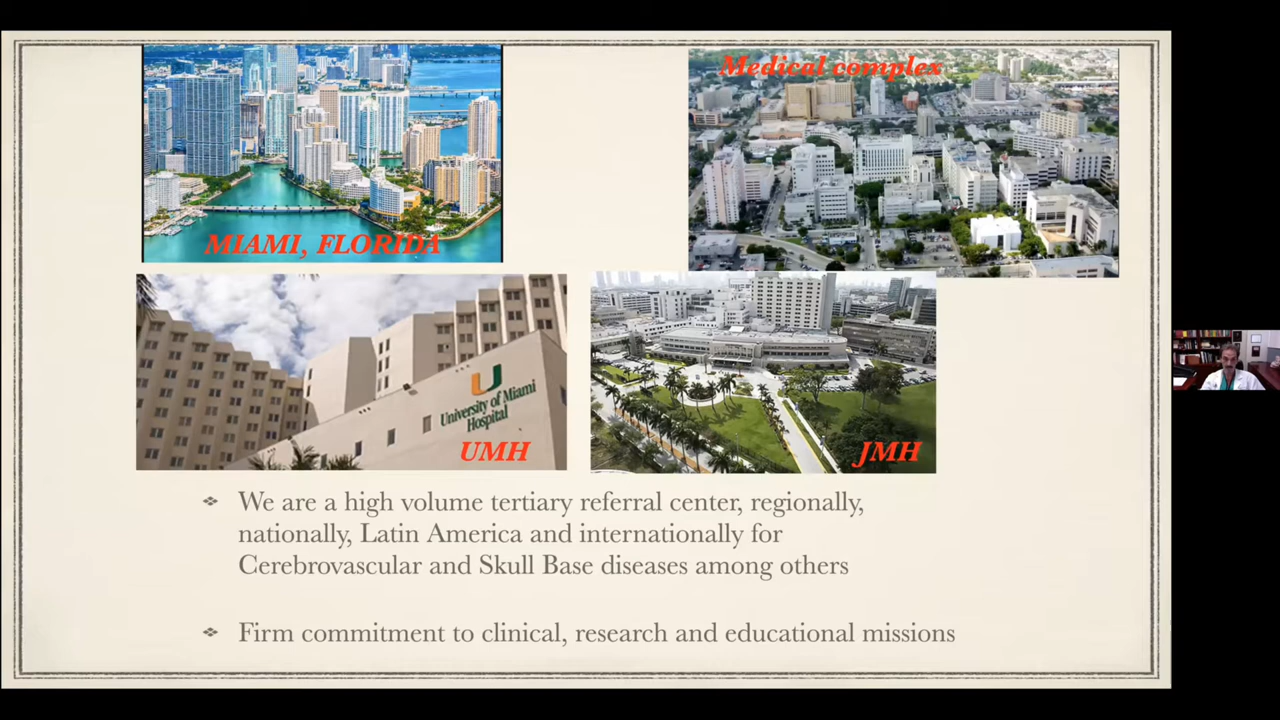 Medical complex
MIAMI, FLORIDA
University of Miami
Hospital
UMH
JMH
❖ We are a high volume tertiary referral center, regionally,
nationally, Latin America and internationally for
Cerebrovascular and Skull Base diseases among others
❖ Firm commitment to clinical, research and educational missions